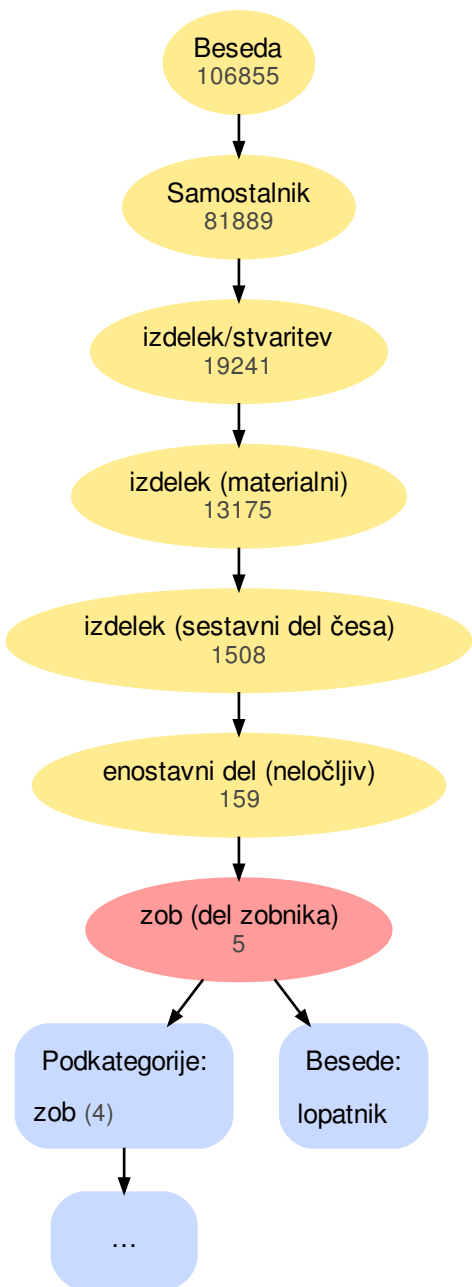 Beseda
106855
Samostalnik
81889
izdelek/stvaritev
19241
izdelek (materialni)
13175
izdelek (sestavni del česa)
1508
enostavni del (neločljiv)
159
zob (del zobnika)
5
Podkategorije:
zob (4)
Besede:
lopatnik
…